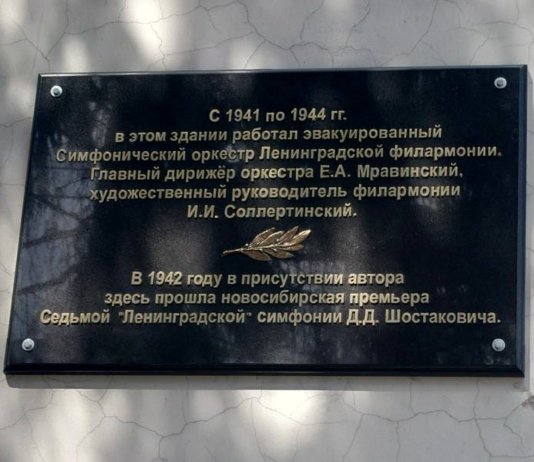 С 1941 по 1944 гг.
в этом здании работал эвакуированный
Симфонический оркестр Ленинградской филармонии.
Главный дирижёр оркестра Е.А. Мравинский,
художественный руководитель филармонии
И.И. Соллертинский.
В 1942 году в присутствии автора
здесь прошла новосибирская премьера
Седьмой "Ленинградской" симфонии Д.Д. Шостаковича.